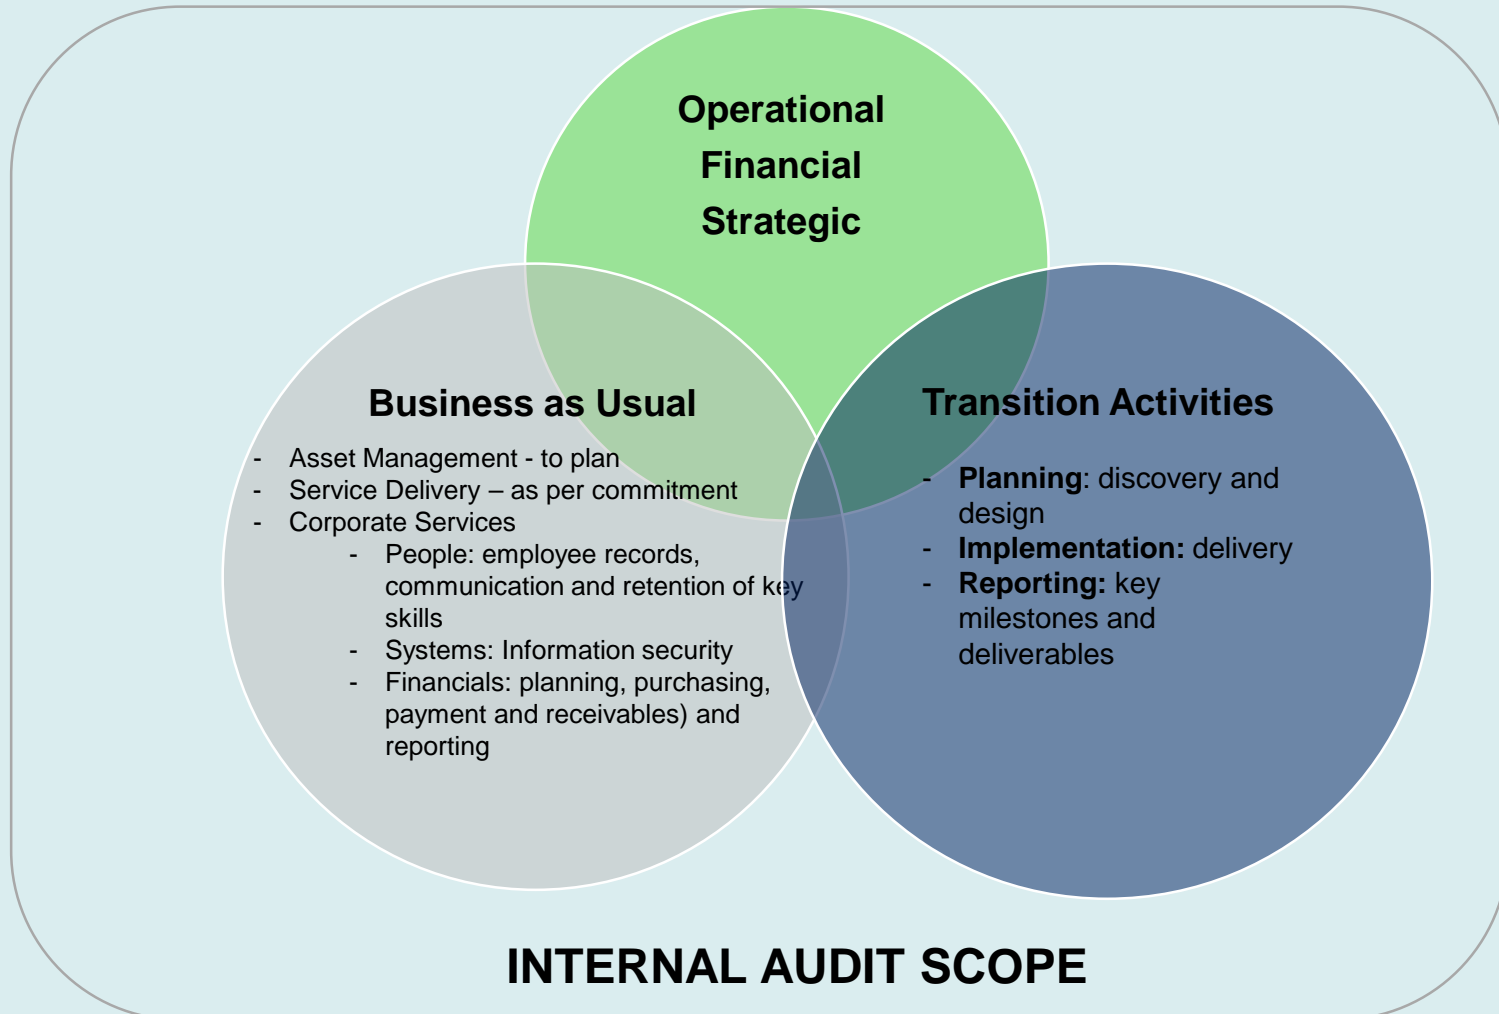 Operational
Financial
Strategic
Business as Usual
- Asset Management - to plan
- Service Delivery – as per commitment
- Corporate Services
- People: employee records,
communication and retention of key
skills
- Systems: Information security
- Financials: planning, purchasing,
payment and receivables) and
reporting
Transition Activities
- Planning: discovery and
design
- Implementation: delivery
- Reporting: key
milestones and
deliverables
INTERNAL AUDIT SCOPE